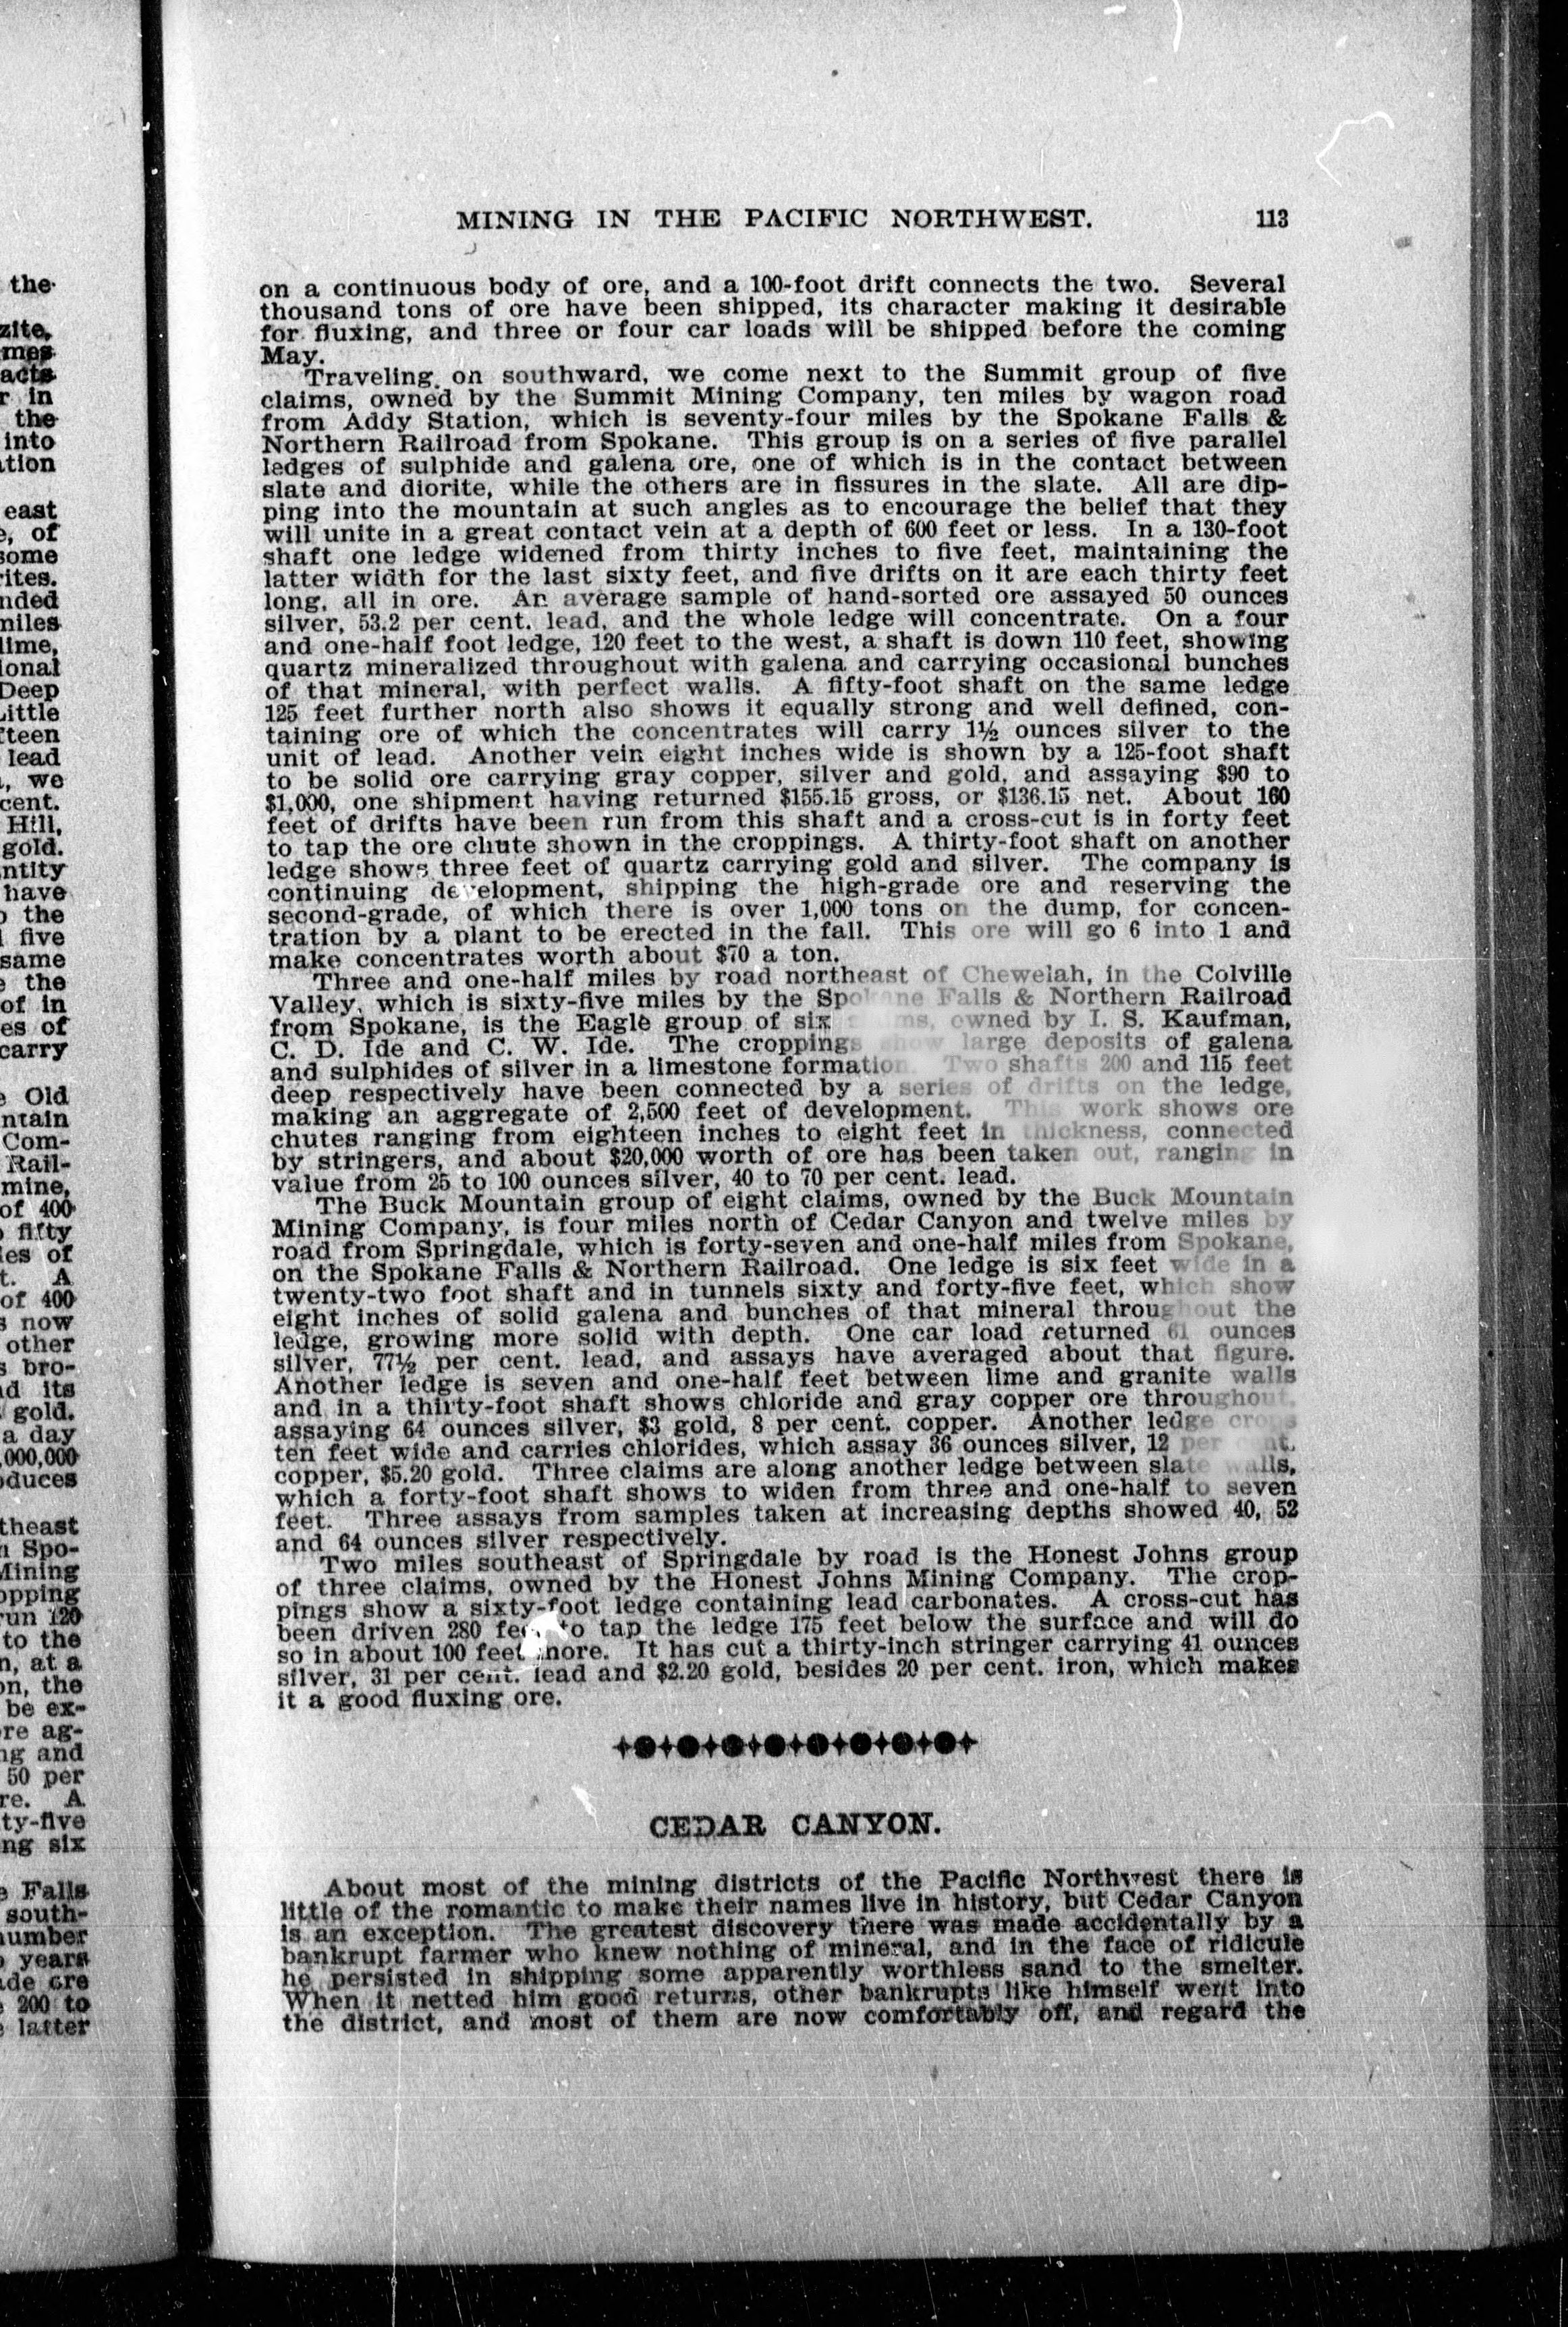 MINING IN THE PACIFIC NORTHWEST. 113
on a continuous body of ore, and a 100-foot drift connects the two. Several
thousand tons of ore have been shipped, its character making it desirable
for fluxing, and three or four car loads will be shipped before the coming
May.
Traveling on southward, we come next to the Summit group of five
claims, owned by the Summit Mining Company, ten miles by wagon road
from Addy Station, which is seventy-four miles by the Spokane Falls &
Northern Railroad from Spokane. This group is on a series of five parallel
ledges of sulphide and galena ore, one of which is in the contact between
slate and diorite, while the others are in fissures in the slate. All are dip-
ping into the mountain at such angles as to encourage the belief that they
will unite in a great contact vein at a depth of 600 feet or less. In a 130-foot
shaft one ledge widened from thirty inches to five feet, maintaining the
latter width for the last sixty feet, and five drifts on it are each thirty feet
long, all in ore. An average sample of hand-sorted ore assayed 50 ounces
silver, 53.2 per cent. lead, and the whole ledge will concentrate. On a four
and one-half foot ledge, 120 feet to the west, a shaft is down 110 feet, showing
quartz mineralized throughout with galena and carrying occasional bunches
of that mineral, with perfect walls. A fifty-foot shaft on the same ledge
125 feet further north also shows it equally strong and well defined, con-
taining ore of which the concentrates will carry 1½ ounces silver to the
unit of lead. Another vein eight inches wide is shown by a 125-foot shaft
to be solid ore carrying gray copper, silver and gold, and assaying $90 to
$1,000, one shipment having returned $155.15 gross, or $136.15 net. About 160
feet of drifts have been run from this shaft and a cross-cut is in forty feet
to tap the ore chute shown in the croppings. A thirty-foot shaft on another
ledge shows three feet of quartz carrying gold and silver. The company is
continuing development, shipping the high-grade ore and reserving the
second-grade, of which there is over 1,000 tons on the dump, for concen-
tration by a plant to be erected in the fall. This ore will go 6 into 1 and
make concentrates worth about $70 a ton.
Three and one-half miles by road northeast of Chewelah, in the Colville
Valley, which is sixty-five miles by the Spokane Falls & Northern Railroad
from Spokane, is the Eagle group of six owned by I. S. Kaufman,
C. D. Ide and C. W. Ide. The croppings show large deposits of galena
and sulphides of silver in a limestone formation. Two shafts 200 and 115 feet
deep respectively have been connected by a series of drifts on the ledge,
making an aggregate of 2,500 feet of development. This work shows ore
chutes ranging from eighteen inches to eight feet in thickness, connected
by stringers, and about $20,000 worth of ore has been taken out, ranging in
value from 25 to 100 ounces silver, 40 to 70 per cent. lead.
The Buck Mountain group of eight claims, owned by the Buck Mountain
Mining Company, is four miles north of Cedar Canyon and twelve miles by
road from Springdale, which is forty-seven and one-half miles from Spokane,
on the Spokane Falls & Northern Railroad. One ledge is six feet wide in a
twenty-two foot shaft and in tunnels sixty and forty-five feet, which show
eight inches of solid galena and bunches of that mineral throughout the
ledge, growing more solid with depth. One car load returned 61 ounces
silver, 77½ per cent. lead, and assays have averaged about that figure.
Another ledge is seven and one-half feet between lime and granite walls
and in a thirty-foot shaft shows chloride and gray copper ore throughout,
assaying 64 ounces silver, $3 gold, 8 per cent. copper. Another ledge crops
ten feet wide and carries chlorides, which assay 36 ounces silver, 12 per cent.
copper, $5.20 gold. Three claims are along another ledge between slate walls,
which a forty-foot shaft shows to widen from three and one-half to seven
feet. Three assays from samples taken at increasing depths showed 40, 52
and 64 ounces silver respectively.
Two miles southeast of Springdale by road is the Honest Johns group
of three claims, owned by the Honest Johns Mining Company. The crop-
pings show a sixty-foot ledge containing lead carbonates. A cross-cut has
been driven 280 feet to tap the ledge 175 feet below the surface and will do
so in about 100 feet more. It has cut a thirty-inch stringer carrying 41 ounces
silver, 31 per cent. lead and $2.20 gold, besides 20 per cent. iron, which makes
it a good fluxing ore.
CEDAR CANYON.
About most of the mining districts of the Pacific Northwest there is
little of the romantic to make their names live in history, but Cedar Canyon
is an exception. The greatest discovery there was made accidentally by a
bankrupt farmer who knew nothing of mineral, and in the face of ridicule
he persisted in shipping some apparently worthless sand to the smelter.
When it netted him good returns, other bankrupts like himself went into
the district, and most of them are now comfortably off, and regard the